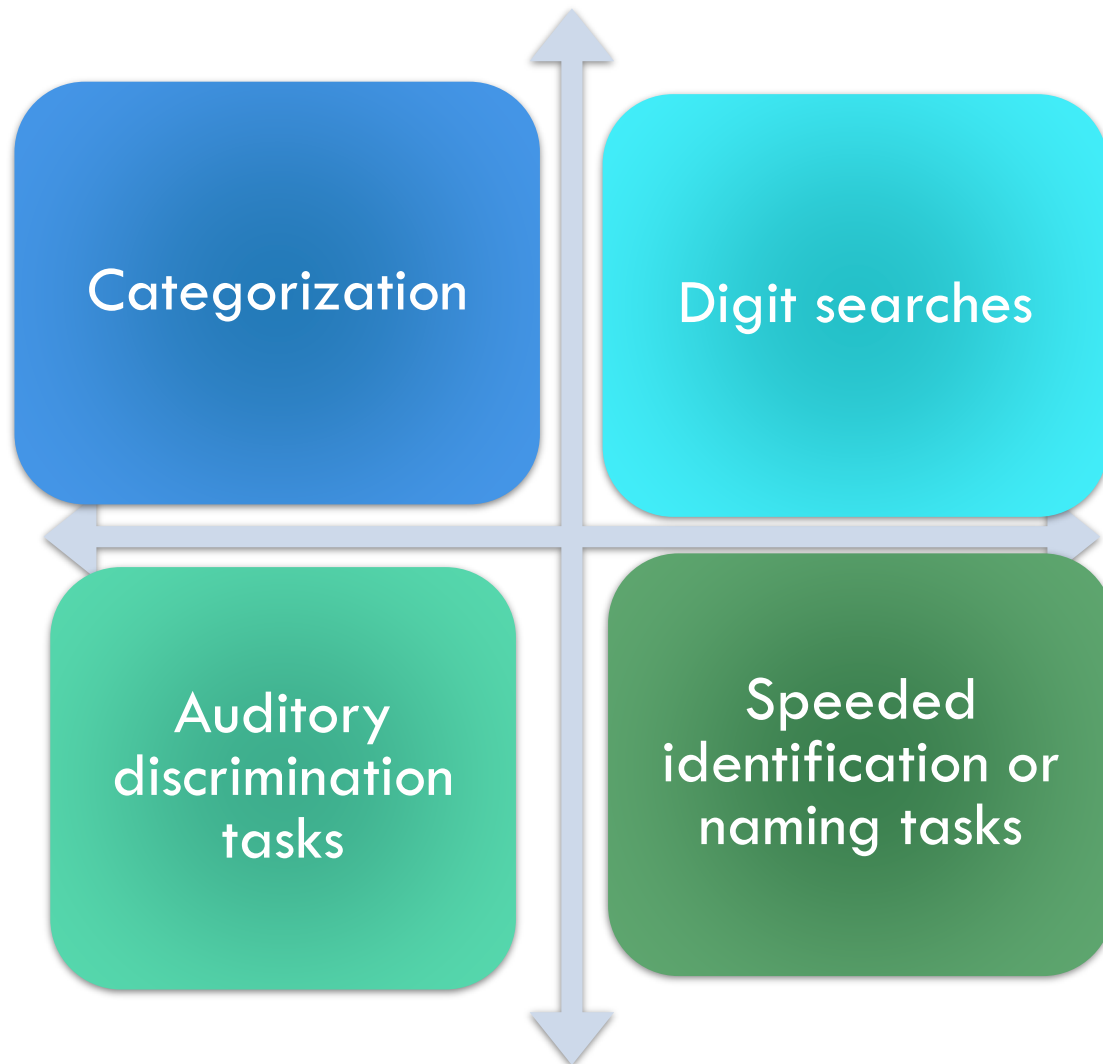 Categorization
Digit searches
Auditory
discrimination
tasks
Speeded
identification or
naming tasks